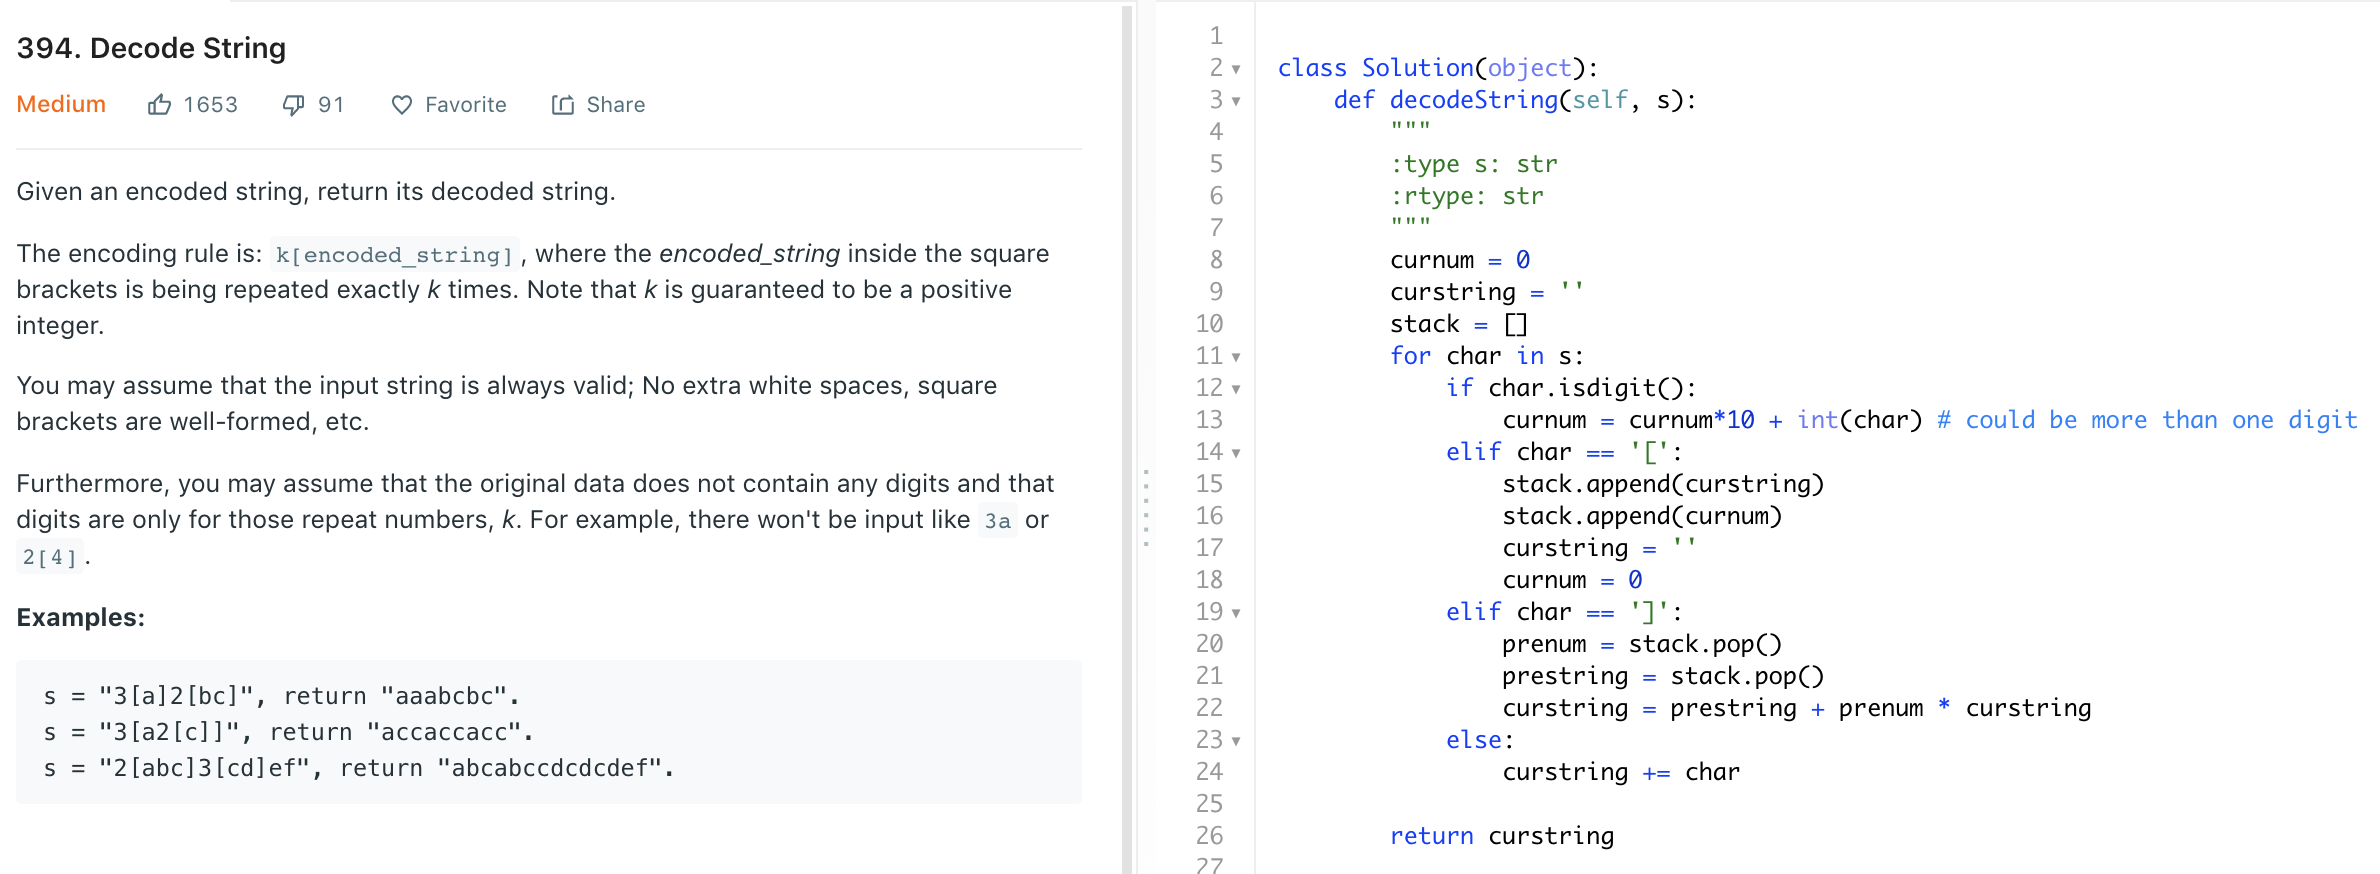 394. Decode String
Medium 1653 91 Favorite Share
Given an encoded string, return its decoded string.
The encoding rule is: k[encoded_string], where the encoded_string inside the square
brackets is being repeated exactly k times. Note that k is guaranteed to be a positive
integer.
You may assume that the input string is always valid; No extra white spaces, square
brackets are well-formed, etc.
Furthermore, you may assume that the original data does not contain any digits and that
digits are only for those repeat numbers, k. For example, there won't be input like 3a or
2[4].
Examples:
s = "3[a]2[bc]", return "aaabcbc".
s = "3[a2[c]]", return "accaccacc".
s = "2[abc]3[cd]ef", return "abcabccdcdcdef".
1
2 class Solution(object):
3     def decodeString(self, s):
4         """
5         :type s: str
6         :rtype: str
7         """
8         curnum = 0
9         curstring = ''
10         stack = []
11         for char in s:
12             if char.isdigit():
13                 curnum = curnum*10 + int(char) # could be more than one digit
14             elif char == '[':
15                 stack.append(curstring)
16                 stack.append(curnum)
17                 curstring = ''
18                 curnum = 0
19             elif char == ']':
20                 prenum = stack.pop()
21                 prestring = stack.pop()
22                 curstring = prestring + prenum * curstring
23             else:
24                 curstring += char
25
26         return curstring
27